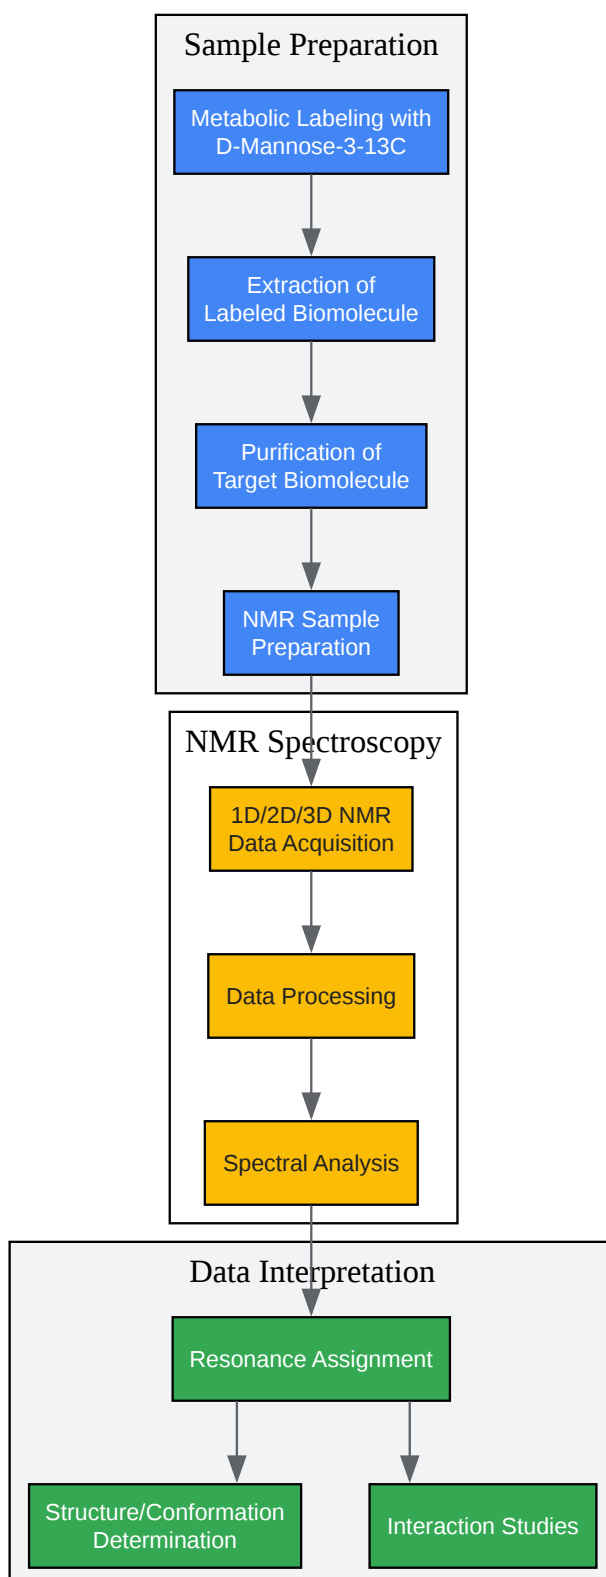 Sample Preparation
Metabolic Labeling with
D-Mannose-3-13C
Extraction of
Labeled Biomolecule
Purification of
Target Biomolecule
NMR Sample
Preparation
NMR Spectroscopy
1D/2D/3D NMR
Data Acquisition
Data Processing
Spectral Analysis
Data Interpretation
Resonance Assignment
Structure/Conformation
Determination
Interaction Studies